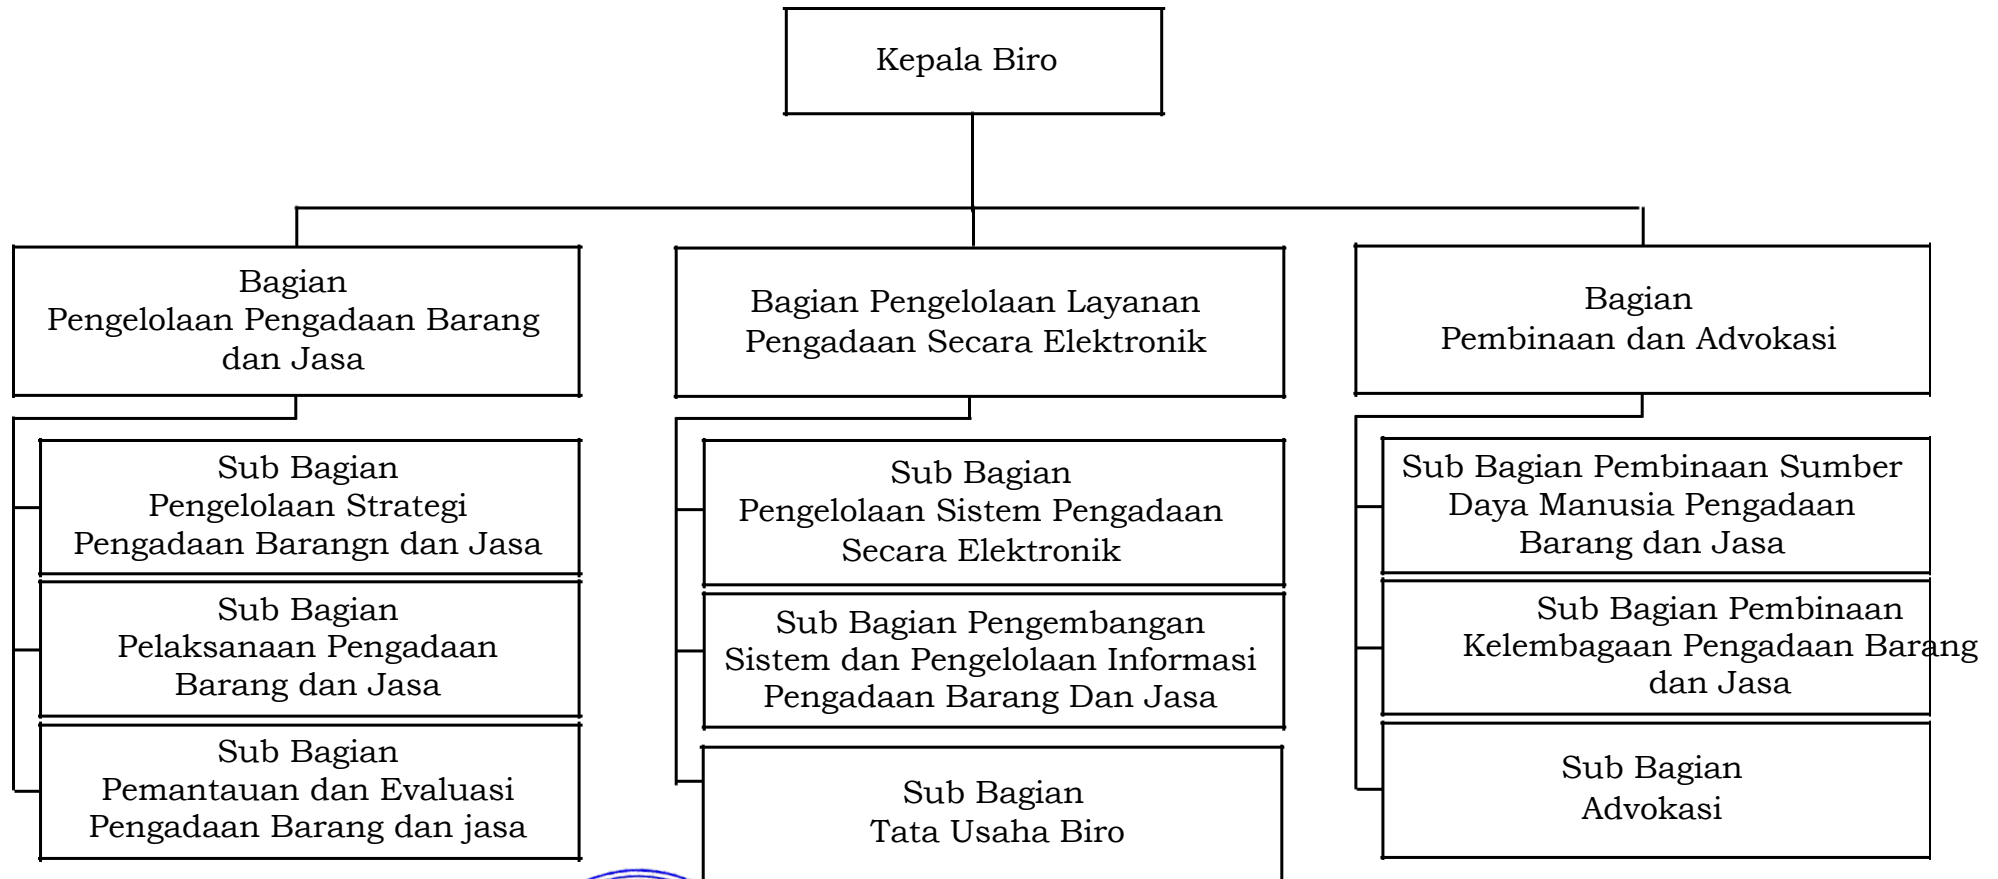 Kepala Biro
Bagian
Pengelolaan Pengadaan Barang
dan Jasa
Sub Bagian
Pengelolaan Strategi
Pengadaan Barangn dan Jasa
Sub Bagian
Pelaksanaan Pengadaan
Barang dan Jasa
Sub Bagian
Pemantauan dan Evaluasi
Pengadaan Barang dan jasa
Bagian Pengelolaan Layanan
Pengadaan Secara Elektronik
Sub Bagian
Pengelolaan Sistem Pengadaan
Secara Elektronik
Sub Bagian Pengembangan
Sistem dan Pengelolaan Informasi
Pengadaan Barang Dan Jasa
Sub Bagian
Tata Usaha Biro
Bagian
Pembinaan dan Advokasi
Sub Bagian Pembinaan Sumber
Daya Manusia Pengadaan
Barang dan Jasa
Sub Bagian Pembinaan
Kelembagaan Pengadaan Barang
dan Jasa
Sub Bagian
Advokasi